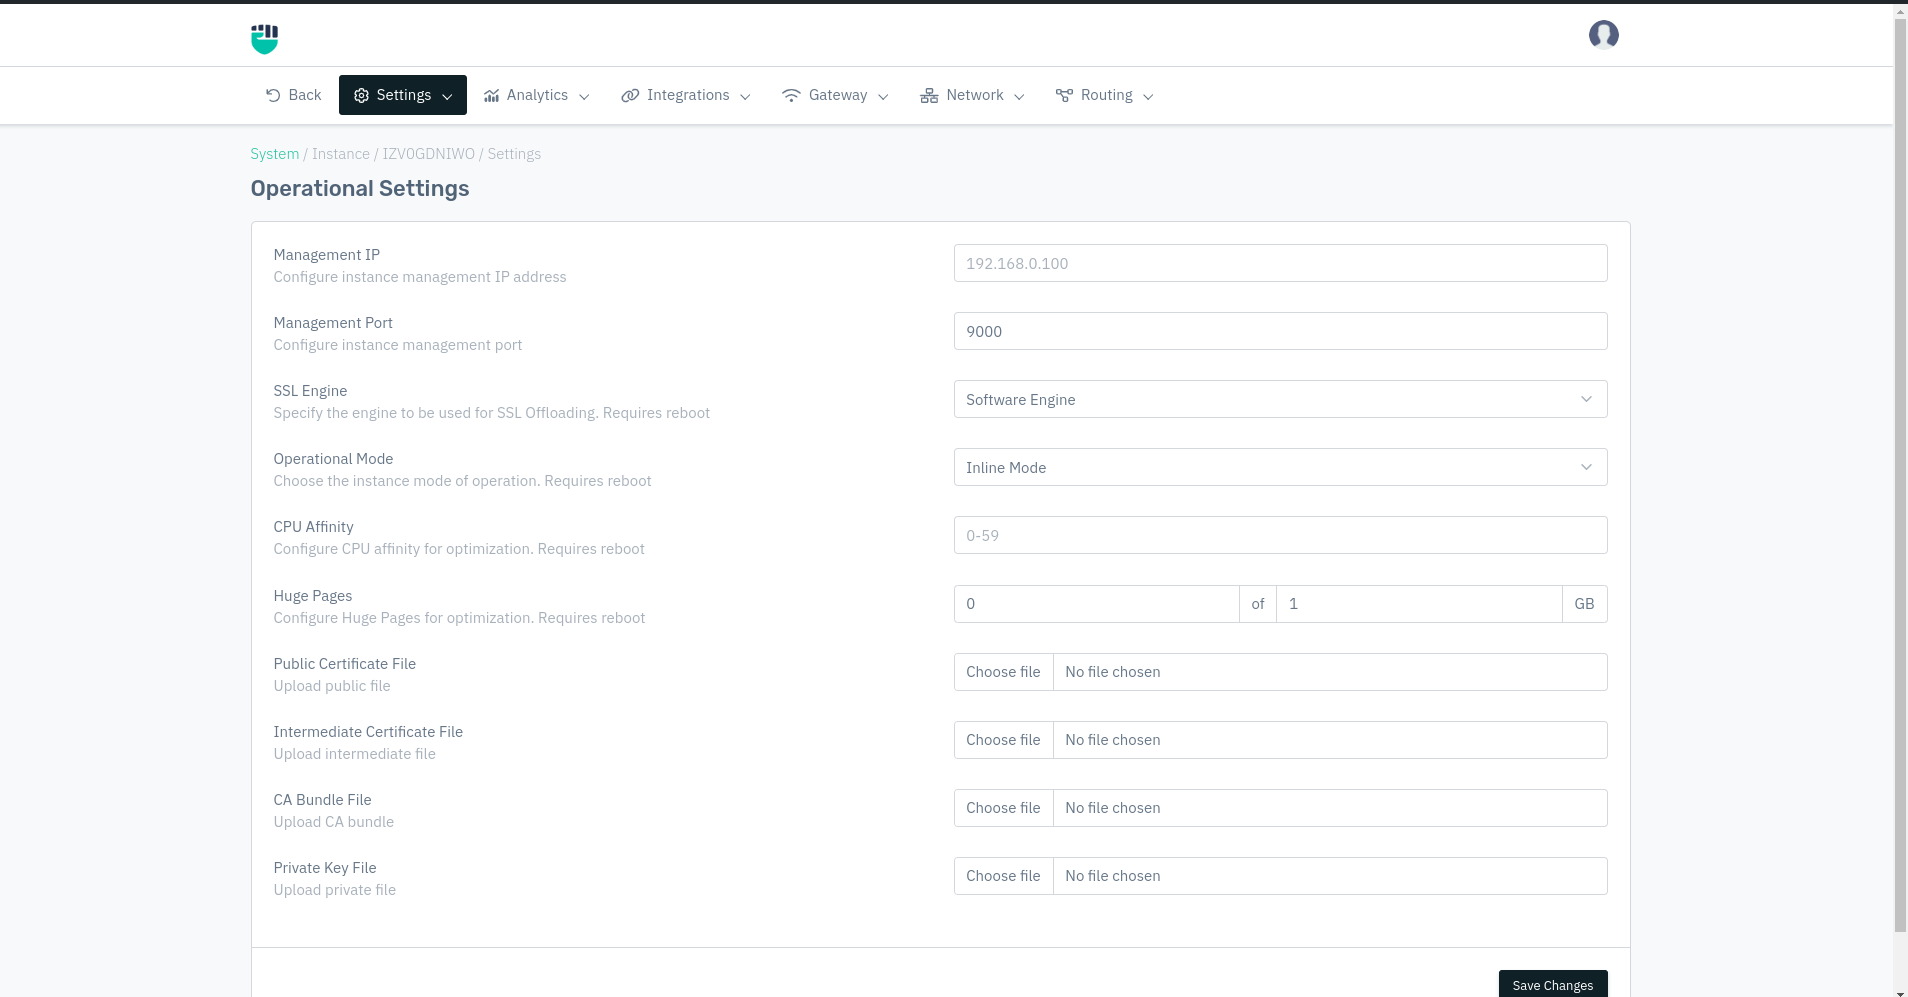 Back
Settings
Analytics
Integrations
Gateway
Network
Routing
System / Instance / IZV0GDNIWO / Settings
Operational Settings
Management IP
Configure instance management IP address
192.168.0.100
Management Port
Configure instance management port
9000
SSL Engine
Specify the engine to be used for SSL Offloading. Requires reboot
Software Engine
Operational Mode
Choose the instance mode of operation. Requires reboot
Inline Mode
CPU Affinity
Configure CPU affinity for optimization. Requires reboot
0-59
Huge Pages
Configure Huge Pages for optimization. Requires reboot
0 of 1 GB
Public Certificate File
Upload public file
Choose file No file chosen
Intermediate Certificate File
Upload intermediate file
Choose file No file chosen
CA Bundle File
Upload CA bundle
Choose file No file chosen
Private Key File
Upload private file
Choose file No file chosen
Save Changes